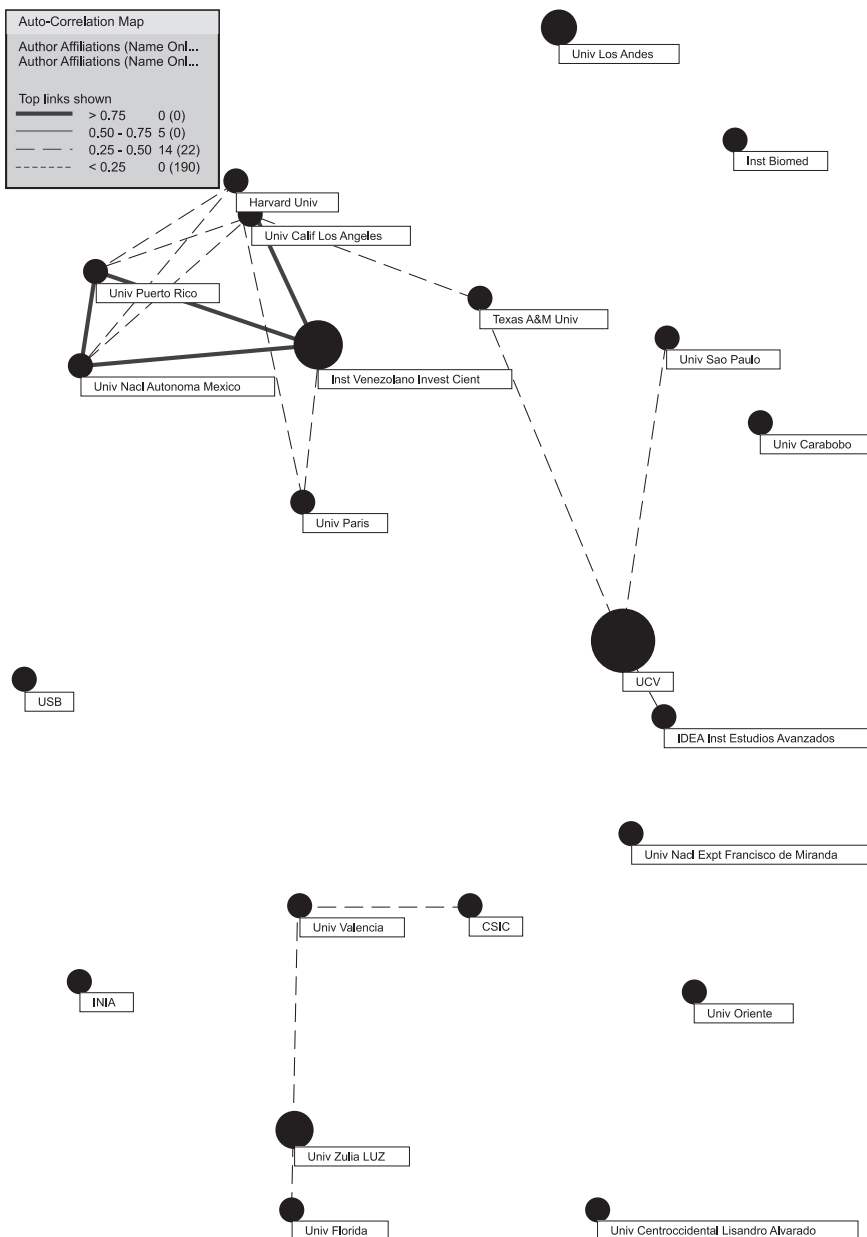 Auto-Correlation Map
Author Affiliations (Name Onl...
Author Affiliations (Name Onl...
Top links shown
> 0.75 0 (0)
0.50 - 0.75 5 (0)
0.25 - 0.50 14 (22)
< 0.25 0 (190)
Univ Los Andes
Inst Biomed
Harvard Univ
Univ Calif Los Angeles
Univ Puerto Rico
Texas A&M Univ
Univ Sao Paulo
Univ Nacl Autonoma Mexico
Inst Venezolano Invest Cient
Univ Carabobo
Univ Paris
UCV
USB
IDEA Inst Estudios Avanzados
Univ Nacl Expt Francisco de Miranda
Univ Valencia
CSIC
INIA
Univ Oriente
Univ Zulia LUZ
Univ Florida
Univ Centroccidental Lisandro Alvarado